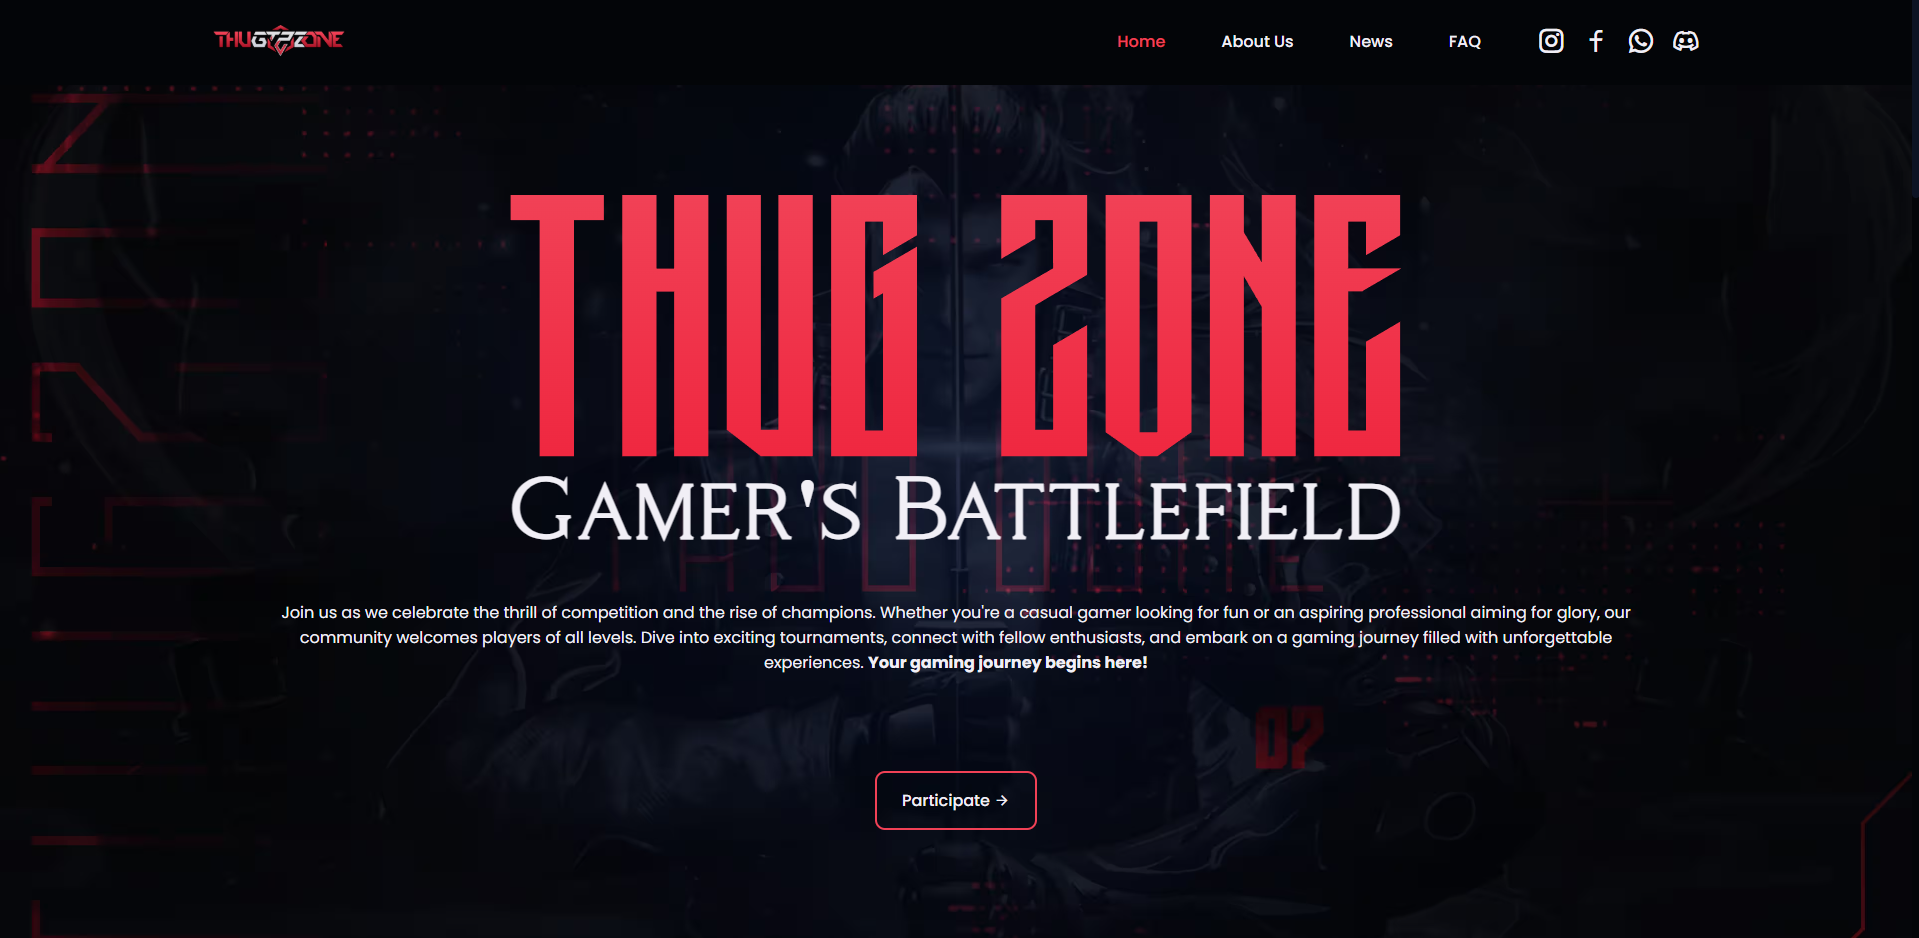 THUGTZZONE
Home About Us News FAQ
THUG ZONE
GAMER'S BATTLEFIELD
Join us as we celebrate the thrill of competition and the rise of champions. Whether you're a casual gamer looking for fun or an aspiring professional aiming for glory, our
community welcomes players of all levels. Dive into exciting tournaments, connect with fellow enthusiasts, and embark on a gaming journey filled with unforgettable
experiences. Your gaming journey begins here!
07
Participate →